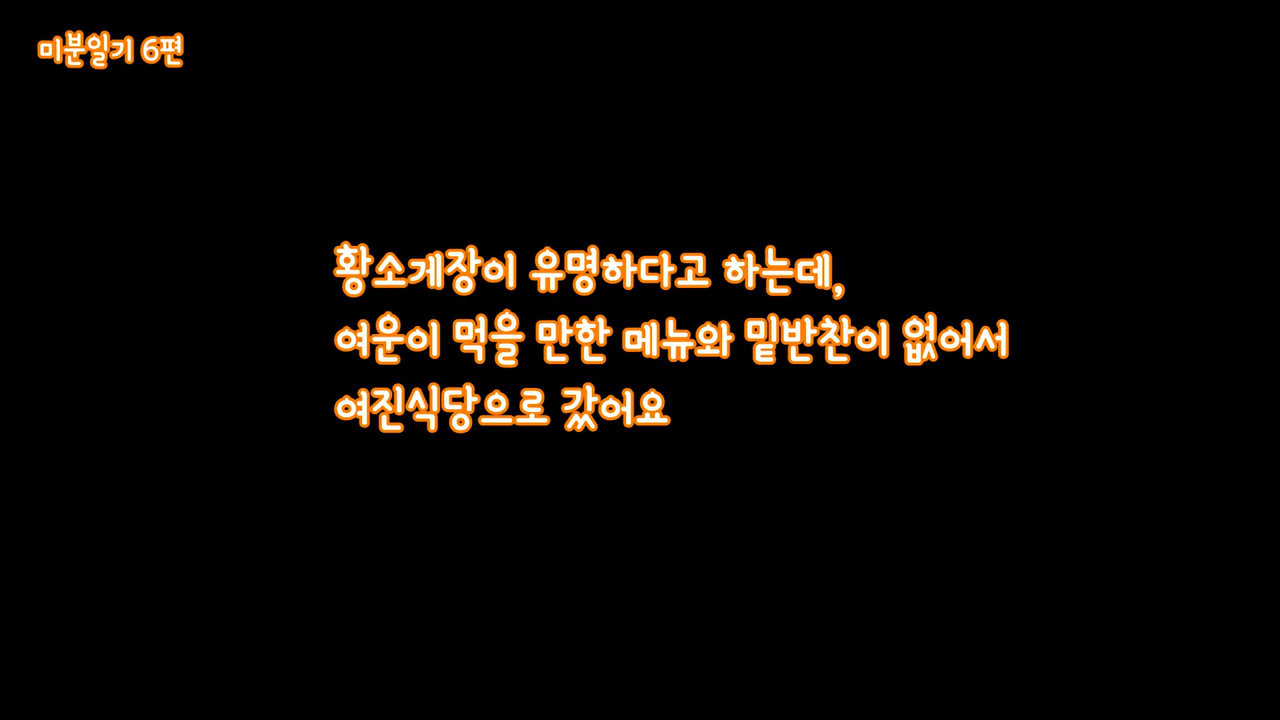 미분일기 6편
황소게장이 유명하다고 하는데,
여운이 먹을 만한 메뉴와 밑반찬이 없어서
여진식당으로 갔어요